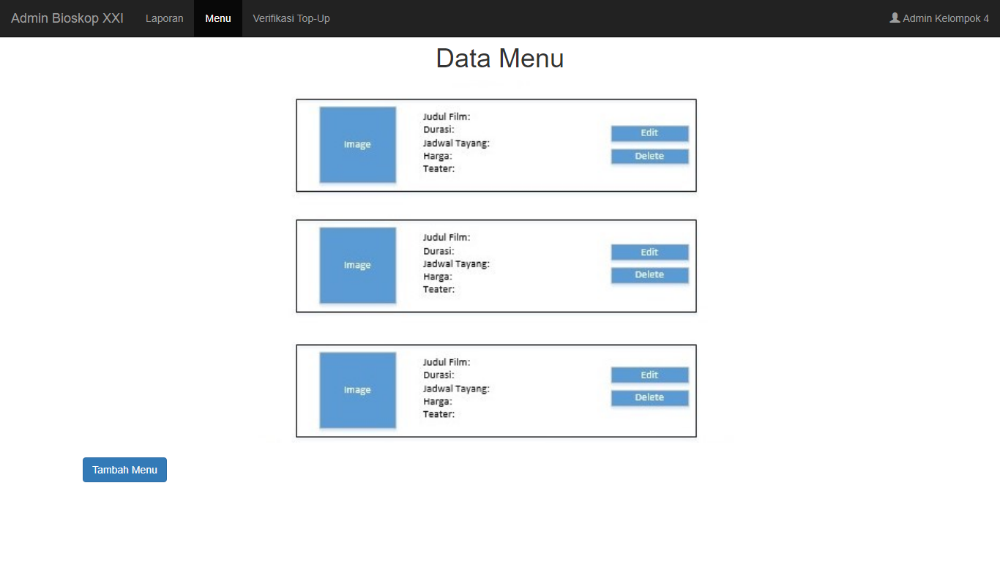 Admin Bioskop XXI Laporan Menu Verifikasi Top-Up Admin Kelompok 4
Data Menu
Image
Judul Film:
Durasi:
Jadwal Tayang:
Harga:
Teater:
Edit
Delete
Image
Judul Film:
Durasi:
Jadwal Tayang:
Harga:
Teater:
Edit
Delete
Image
Judul Film:
Durasi:
Jadwal Tayang:
Harga:
Teater:
Edit
Delete
Tambah Menu